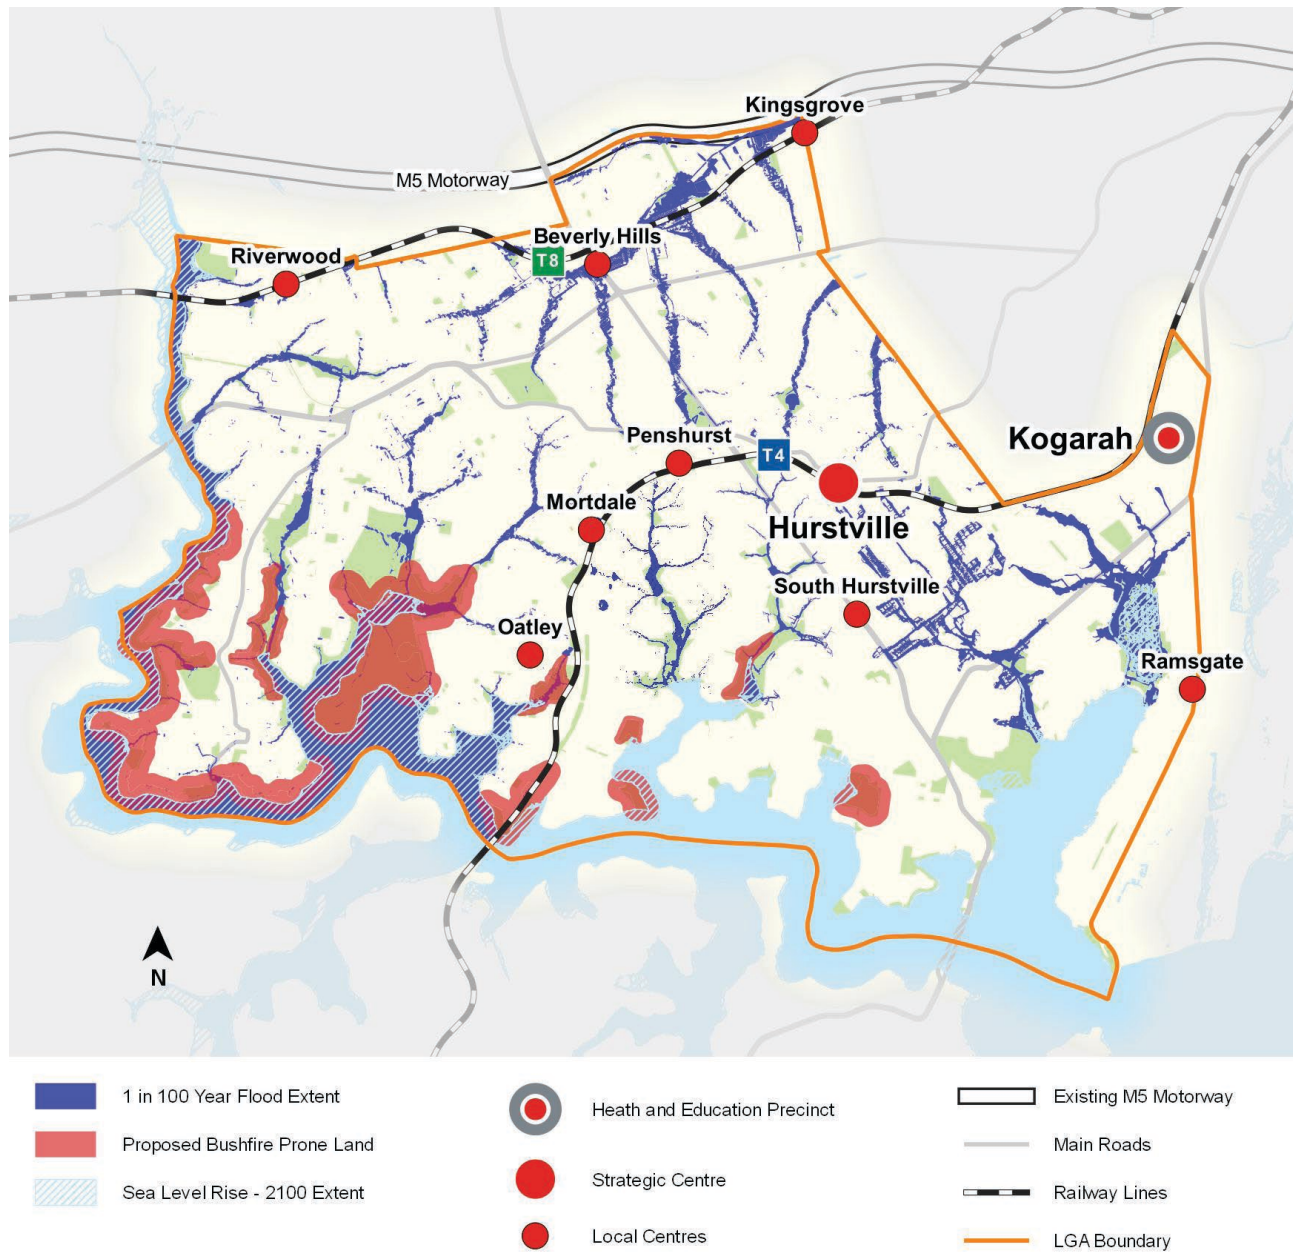 Kingsgrove
M5 Motorway
Beverly Hills
T8
Riverwood
Kogarah
Penshurst
T4
Mortdale
Hurstville
South Hurstville
Oatley
Ramsgate
N
1 in 100 Year Flood Extent
Proposed Bushfire Prone Land
Sea Level Rise - 2100 Extent
Heath and Education Precinct
Strategic Centre
Local Centres
Existing M5 Motorway
Main Roads
Railway Lines
LGA Boundary